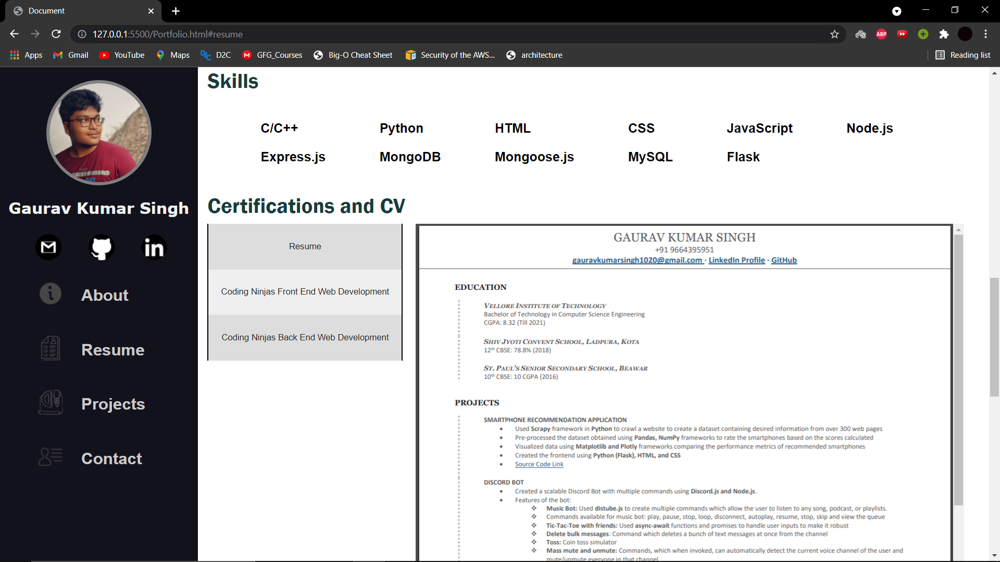 Document
127.0.0.1:5500/Portfolio.html#resume
ABP
Apps Gmail YouTube Maps D2C GFG_Courses Big-O Cheat Sheet Security of the AWS... architecture Reading list
Gaurav Kumar Singh
About
Resume
Projects
Contact
Skills
C/C++ Python HTML CSS JavaScript Node.js
Express.js MongoDB Mongoose.js MySQL Flask
Certifications and CV
Resume
Coding Ninjas Front End Web Development
Coding Ninjas Back End Web Development
GAURAV KUMAR SINGH
+91 9664395951
gauravkumarsingh1020@gmail.com · LinkedIn Profile · GitHub
EDUCATION
VELLORE INSTITUTE OF TECHNOLOGY
Bachelor of Technology in Computer Science Engineering
CGPA: 8.32 (Till 2021)
SHIV JYOTI CONVENT SCHOOL, LADPURA, KOTA
12th CBSE: 78.8% (2018)
ST. PAUL'S SENIOR SECONDARY SCHOOL, BEAWAR
10th CBSE: 10 CGPA (2016)
PROJECTS
SMARTPHONE RECOMMENDATION APPLICATION
• Used Scrapy framework in Python to crawl a website to create a dataset containing desired information from over 300 web pages
• Pre-processed the dataset obtained using Pandas, NumPy frameworks to rate the smartphones based on the scores calculated
• Visualized data using Matplotlib and Plotly frameworks comparing the performance metrics of recommended smartphones
• Created the frontend using Python (Flask), HTML, and CSS
• Source Code Link
DISCORD BOT
• Created a scalable Discord Bot with multiple commands using Discord.js and Node.js.
• Features of the bot:
❖ Music Bot: Used distube.js to create multiple commands which allow the user to listen to any song, podcast, or playlists.
❖ Commands available for music bot: play, pause, stop, loop, disconnect, autoplay, resume, stop, skip and view the queue
❖ Tic-Tac-Toe with friends: Used async-await functions and promises to handle user inputs to make it robust
❖ Delete bulk messages: Command which deletes a bunch of text messages at once from the channel
❖ Toss: Coin toss simulator
❖ Mass mute and unmute: Commands, which when invoked, can automatically detect the current voice channel of the user and
mute/unmute everyone in that channel